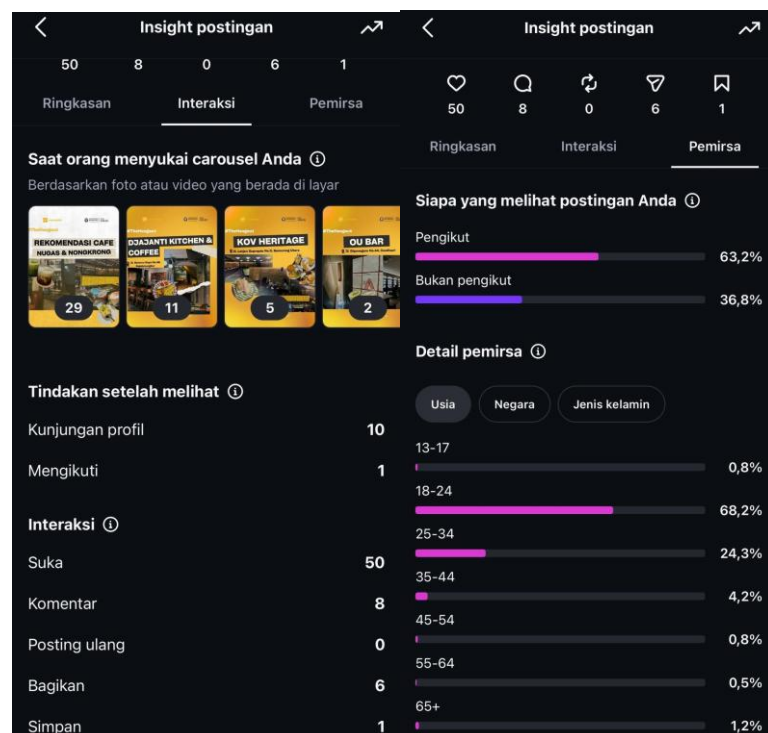 Insight postingan
50 8 0 6 1
Ringkasan Interaksi Pemirsa
Saat orang menyukai carousel Anda
Berdasarkan foto atau video yang berada di layar
REKOMENDASI CAFE
NUGAS & NONGKRONG
29
DJAJANTI KITCHEN &
COFFEE
11
KOV HERITAGE
5
OU BAR
2
Tindakan setelah melihat
Kunjungan profil 10
Mengikuti 1
Interaksi
Suka 50
Komentar 8
Posting ulang 0
Bagikan 6
Simpan 1
Insight postingan
50 8 0 6 1
Ringkasan Interaksi Pemirsa
Siapa yang melihat postingan Anda
Pengikut
63,2%
Bukan pengikut
36,8%
Detail pemirsa
Usia Negara Jenis kelamin
13-17
0,8%
18-24
68,2%
25-34
24,3%
35-44
4,2%
45-54
0,8%
55-64
0,5%
65+
1,2%